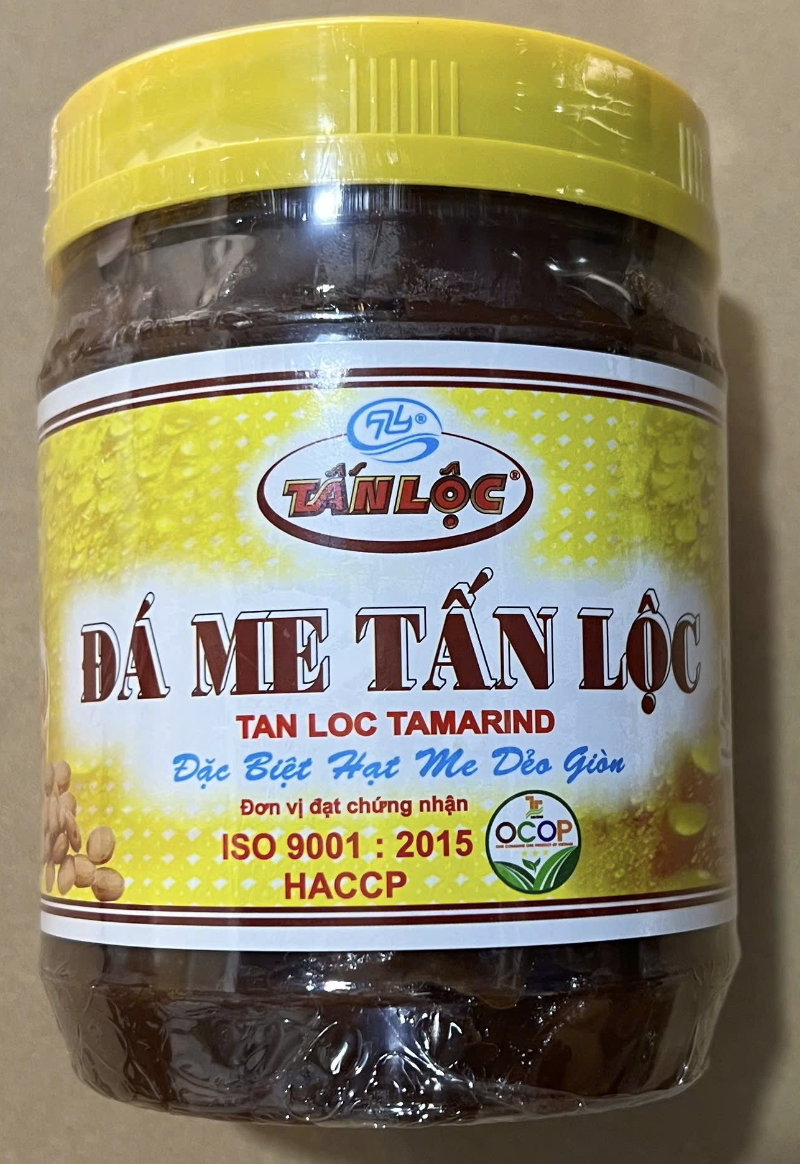 TẤN LỘC®
ĐÁ ME TẤN LỘC
TAN LOC TAMARIND
Đặc Biệt Hạt Me Dẻo Giòn
Đơn vị đạt chứng nhận
ISO 9001 : 2015
HACCP
OCOP